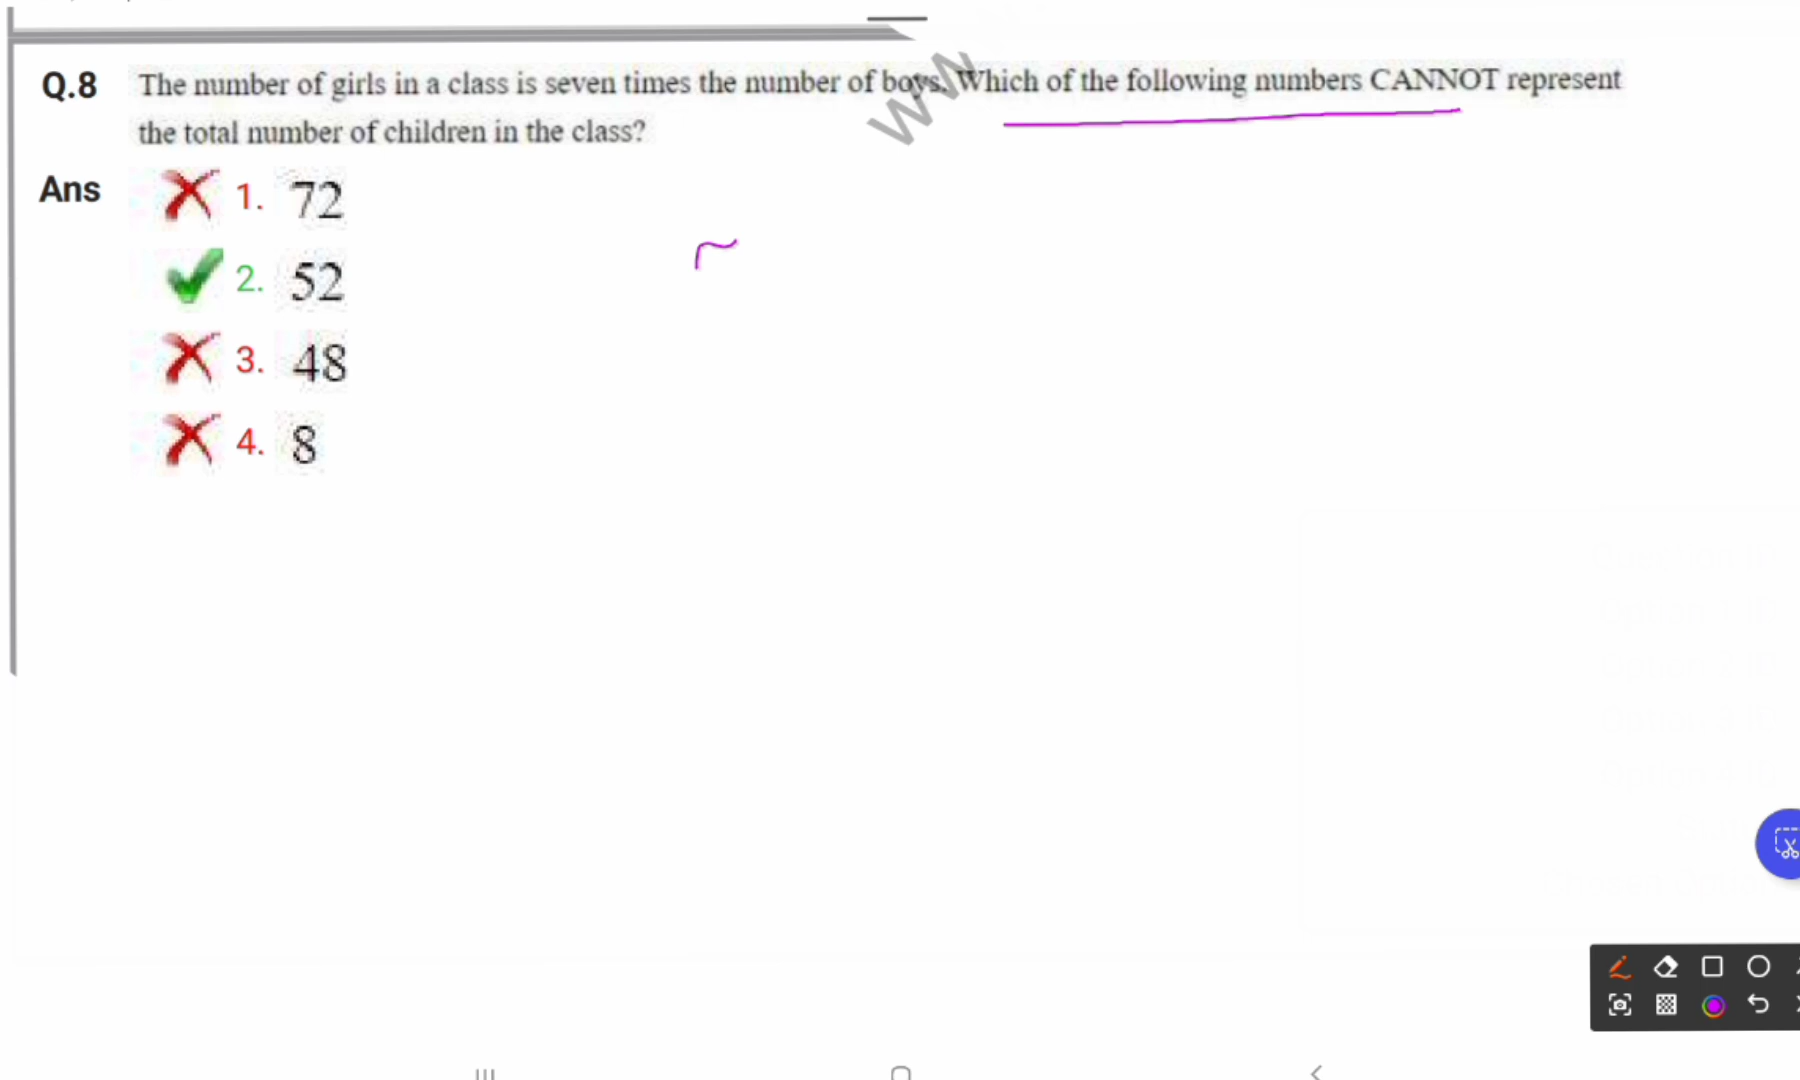 Q.8 The number of girls in a class is seven times the number of boys. Which of the following numbers CANNOT represent
the total number of children in the class?
Ans 1. 72
2. 52
3. 48
4. 8
WW